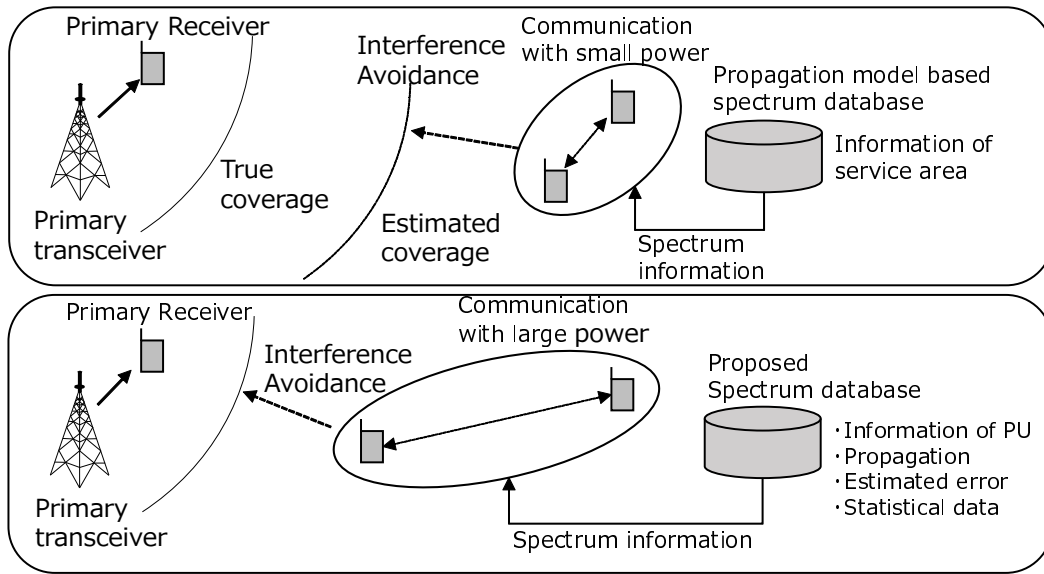 Primary Receiver
Interference
Avoidance
Communication
with small power
Propagation model based
spectrum database
Information of
service area
True
coverage
Primary
transceiver
Estimated
coverage
Spectrum
information
Primary Receiver
Interference
Avoidance
Communication
with large power
Proposed
Spectrum database
・Information of PU
・Propagation
・Estimated error
・Statistical data
Primary
transceiver
Spectrum information